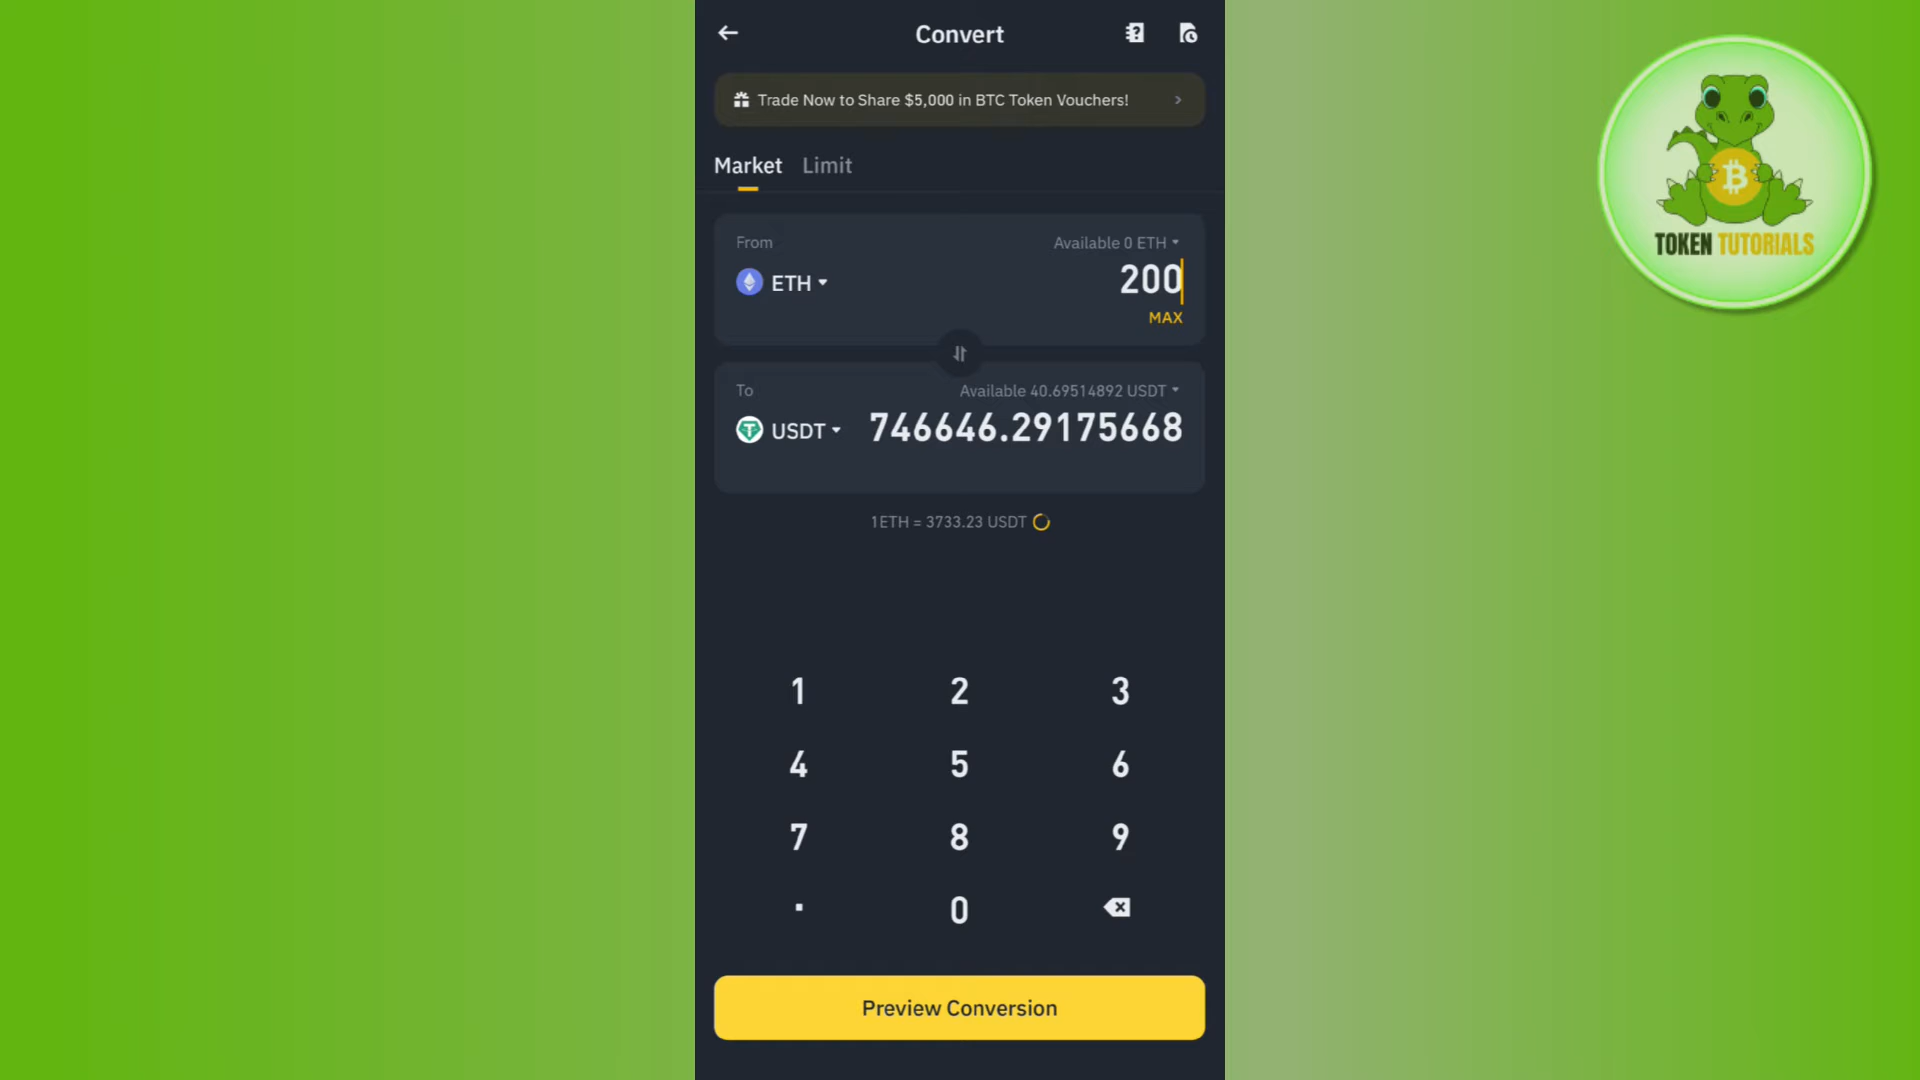 Convert
Trade Now to Share $5,000 in BTC Token Vouchers!
Market Limit
From Available 0 ETH
ETH 200
MAX
To Available 40.69514892 USDT
USDT 746646.29175668
1ETH = 3733.23 USDT
1 2 3
4 5 6
7 8 9
. 0
Preview Conversion
TOKEN TUTORIALS